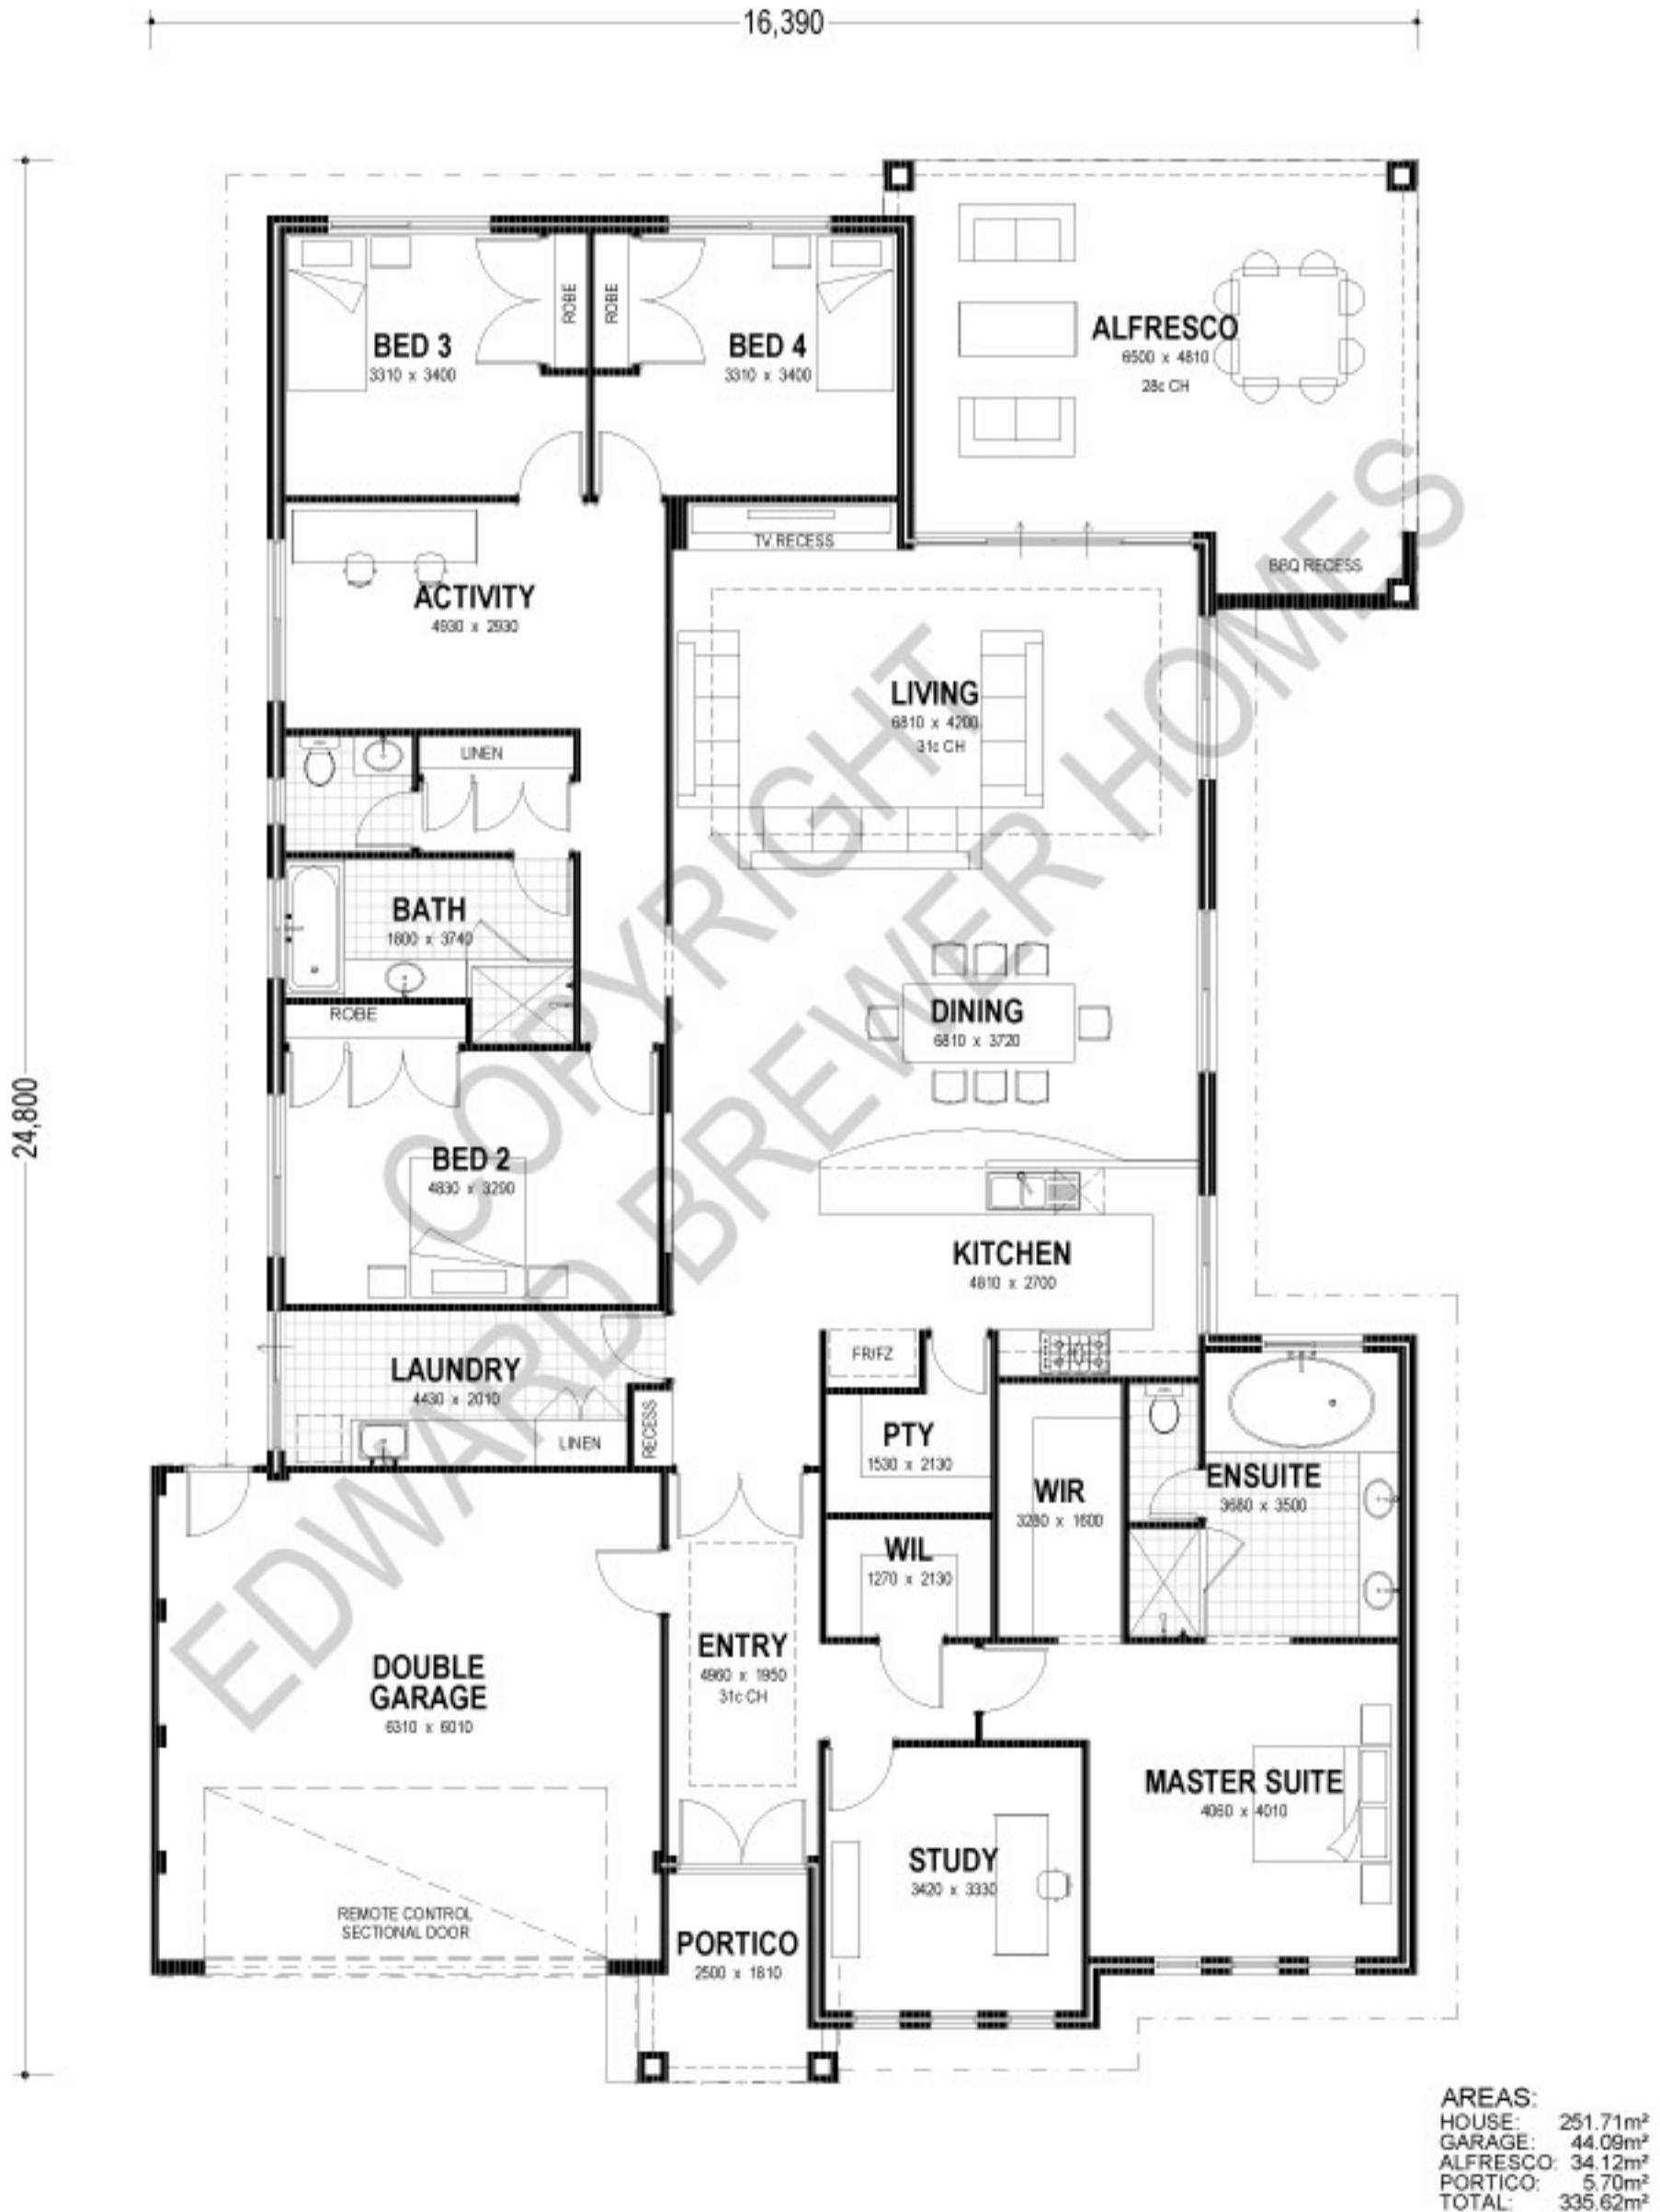 16,390
24,800
ROBE
ROBE
BED 3
3310 x 3400
BED 4
3310 x 3400
ALFRESCO
6500 x 4810
28c CH
TV RECESS
BBQ RECESS
ACTIVITY
4930 x 2930
LIVING
6810 x 4200
31c CH
LINEN
BATH
1800 x 3740
ROBE
DINING
6810 x 3720
BED 2
4830 x 3290
KITCHEN
4810 x 2700
FR/FZ
LAUNDRY
4430 x 2010
LINEN
RECESS
PTY
1530 x 2130
WIR
3280 x 1600
ENSUITE
3680 x 3500
WIL
1270 x 2130
ENTRY
4960 x 1950
31c CH
DOUBLE
GARAGE
6310 x 6010
MASTER SUITE
4060 x 4010
STUDY
3420 x 3330
REMOTE CONTROL
SECTIONAL DOOR
PORTICO
2500 x 1810
COPYRIGHT
EDWARD BREWER HOMES
AREAS:
HOUSE: 251.71m²
GARAGE: 44.09m²
ALFRESCO: 34.12m²
PORTICO: 5.70m²
TOTAL: 335.62m²